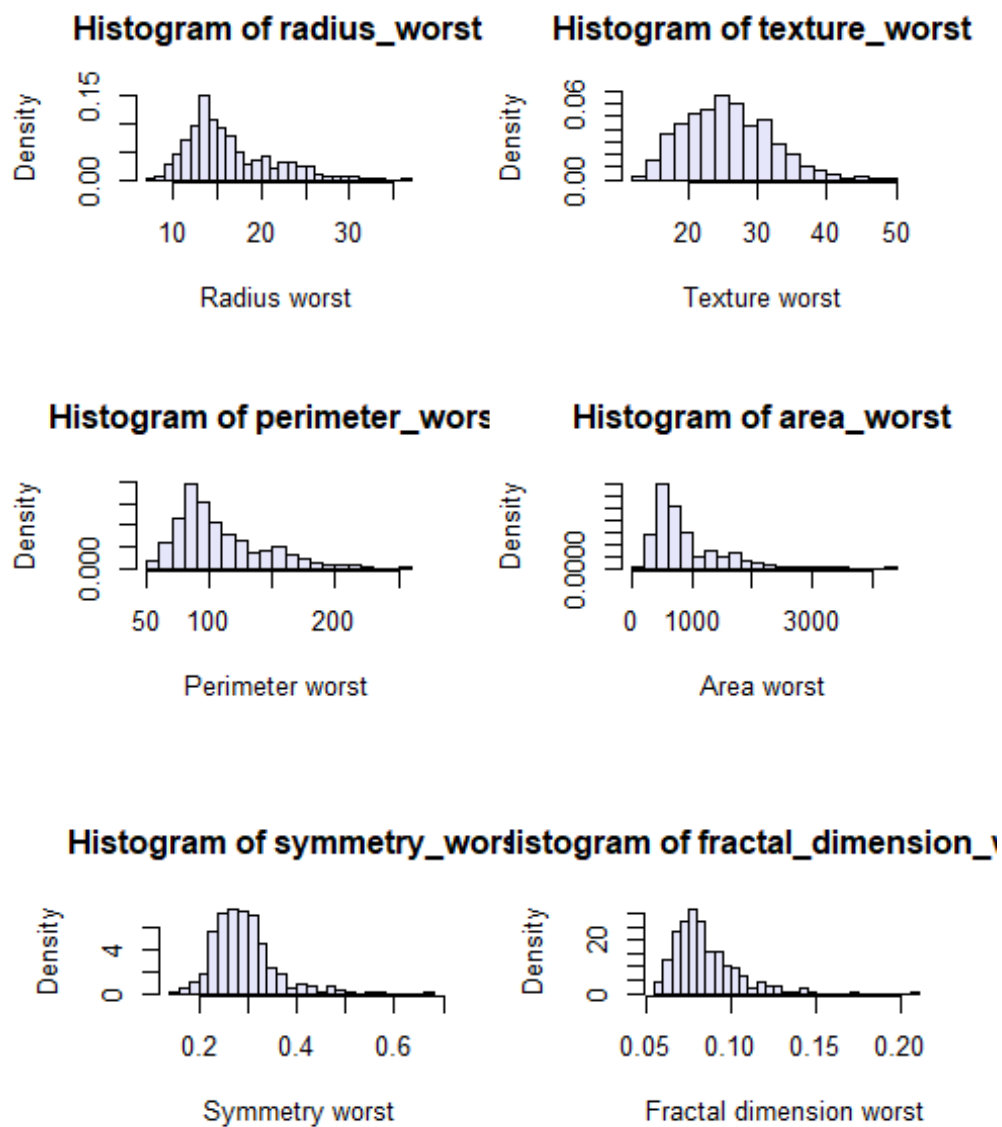 Histogram of radius_worst
Density
0.00 0.15
10 20 30
Radius worst
Histogram of texture_worst
Density
0.00 0.06
20 30 40 50
Texture worst
Histogram of perimeter_wors
Density
0.000
50 100 200
Perimeter worst
Histogram of area_worst
Density
0.0000
0 1000 3000
Area worst
Histogram of symmetry_wor
Density
0 4
0.2 0.4 0.6
Symmetry worst
istogram of fractal_dimension_w
Density
0 20
0.05 0.10 0.15 0.20
Fractal dimension worst